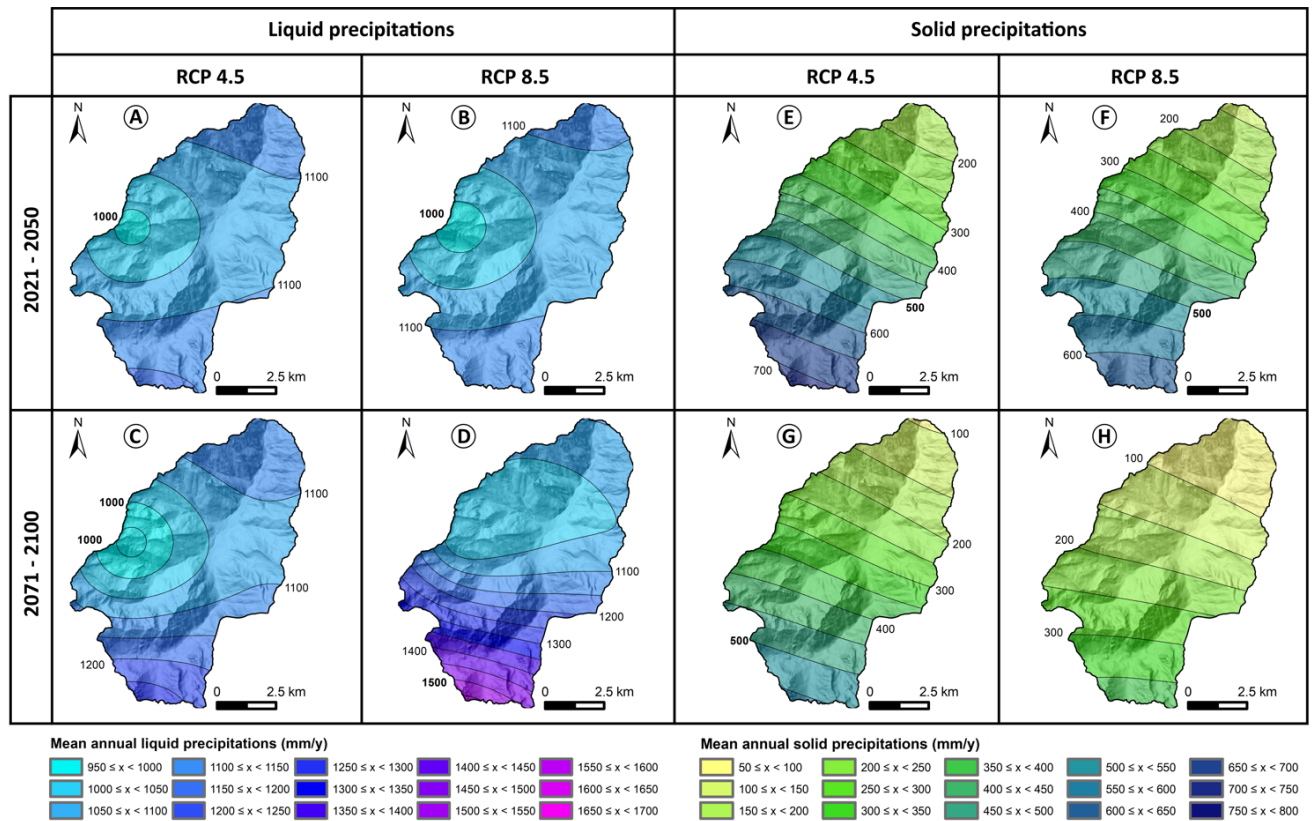 Liquid precipitations
Solid precipitations
RCP 4.5
RCP 8.5
RCP 4.5
RCP 8.5
2021 - 2050
N
A
1000
1100
1100
0 2.5 km
N
B
1100
1000
1100
0 2.5 km
N
E
200
300
400
500
600
700
0 2.5 km
N
F
200
300
400
500
600
0 2.5 km
2071 - 2100
N
C
1000
1100
1000
1100
1200
0 2.5 km
N
D
1100
1200
1300
1400
1500
0 2.5 km
N
G
100
200
300
400
500
0 2.5 km
N
H
100
200
300
0 2.5 km
Mean annual liquid precipitations (mm/y)
950 ≤ x < 1000
1000 ≤ x < 1050
1050 ≤ x < 1100
1100 ≤ x < 1150
1150 ≤ x < 1200
1200 ≤ x < 1250
1250 ≤ x < 1300
1300 ≤ x < 1350
1350 ≤ x < 1400
1400 ≤ x < 1450
1450 ≤ x < 1500
1500 ≤ x < 1550
1550 ≤ x < 1600
1600 ≤ x < 1650
1650 ≤ x < 1700
Mean annual solid precipitations (mm/y)
50 ≤ x < 100
100 ≤ x < 150
150 ≤ x < 200
200 ≤ x < 250
250 ≤ x < 300
300 ≤ x < 350
350 ≤ x < 400
400 ≤ x < 450
450 ≤ x < 500
500 ≤ x < 550
550 ≤ x < 600
600 ≤ x < 650
650 ≤ x < 700
700 ≤ x < 750
750 ≤ x < 800